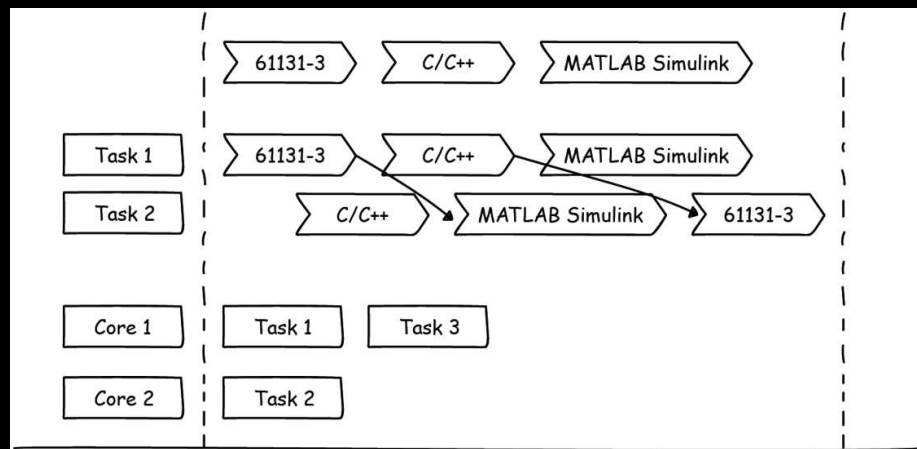 61131-3 C/C++ MATLAB Simulink
Task 1 61131-3 C/C++ MATLAB Simulink
Task 2 C/C++ MATLAB Simulink 61131-3
Core 1 Task 1 Task 3
Core 2 Task 2